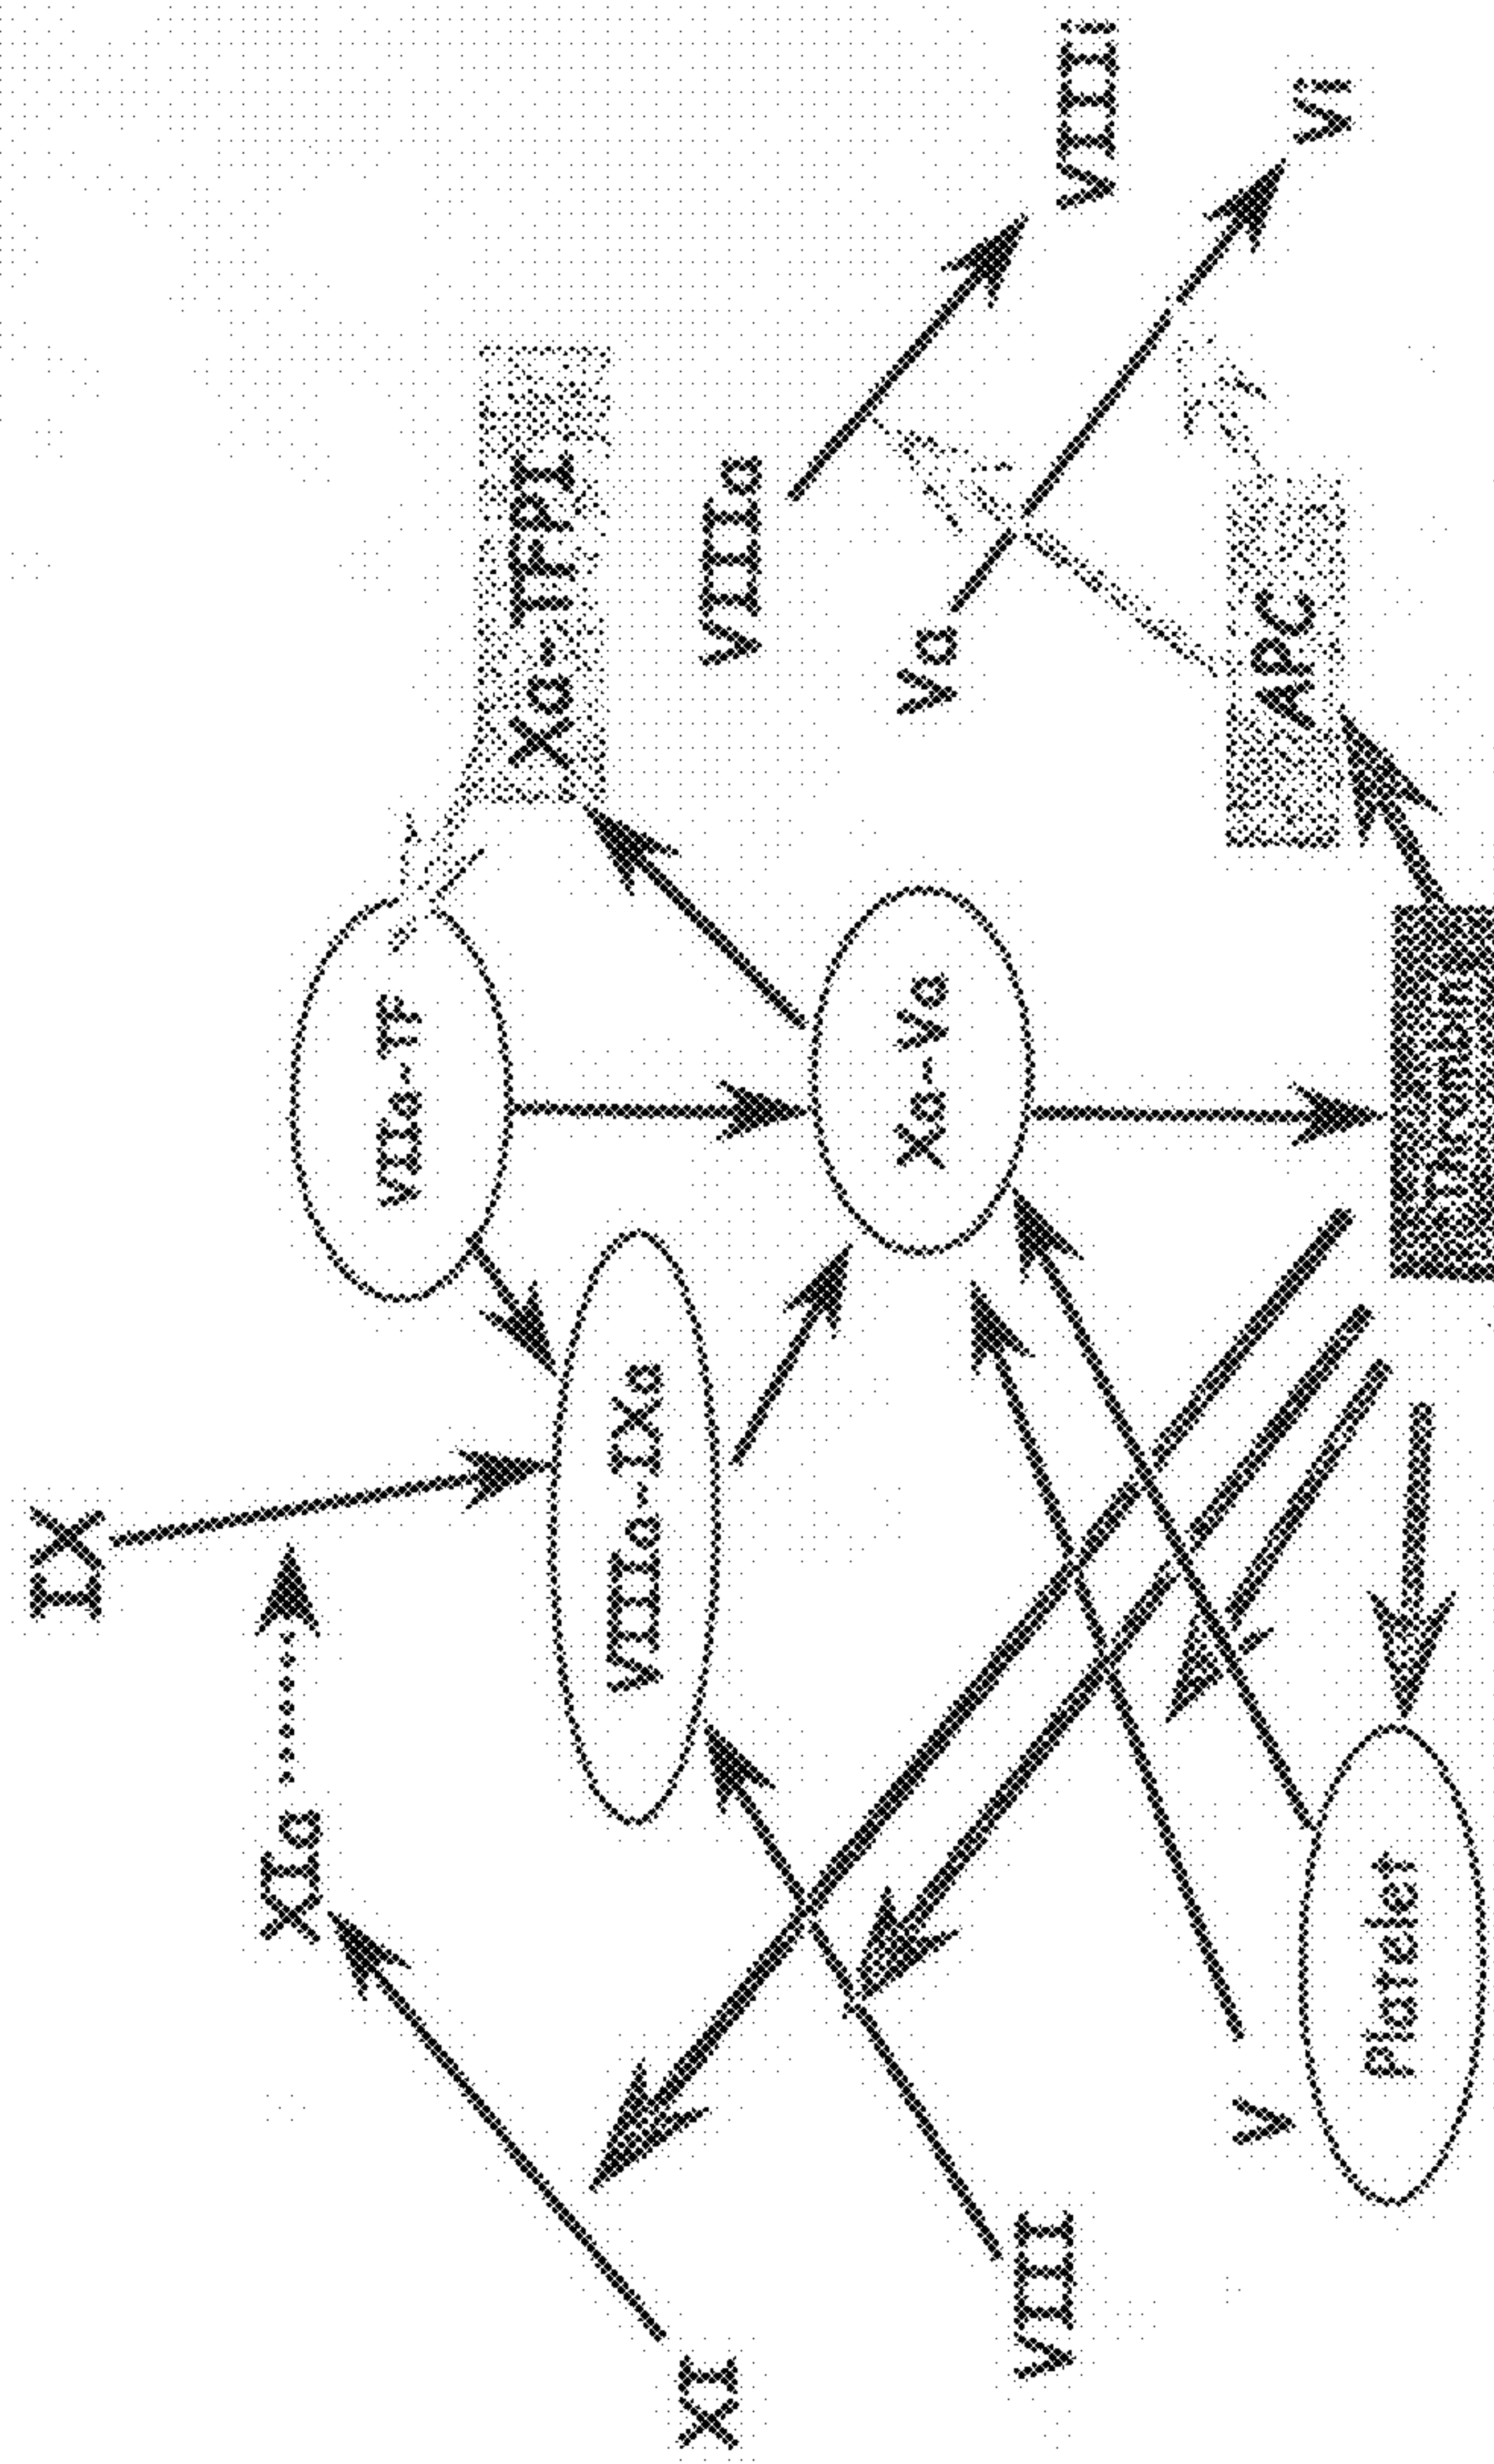 IX
XIa
VIIa-TF
XI
VIIIa-IXa
Xa-TFPI
VIIIa
Xa-Va
Va
VIII
VIIIi
V
APC
Vi
Platelet
Thrombin